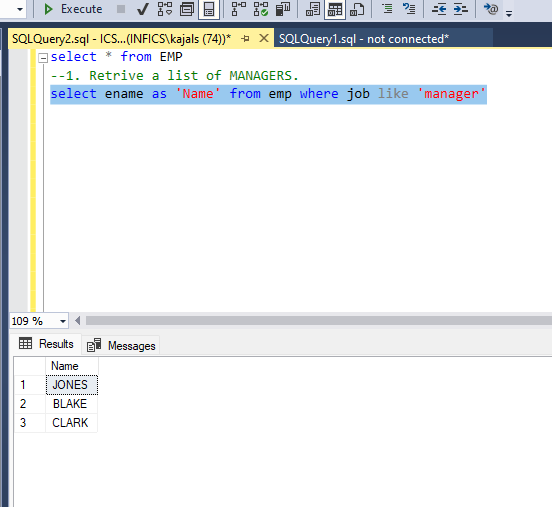 Execute
SQLQuery2.sql - ICS...(INFICS\kajals (74))* SQLQuery1.sql - not connected*
select * from EMP
--1. Retrive a list of MANAGERS.
select ename as 'Name' from emp where job like 'manager'
109 %
Results Messages
Name
1 JONES
2 BLAKE
3 CLARK